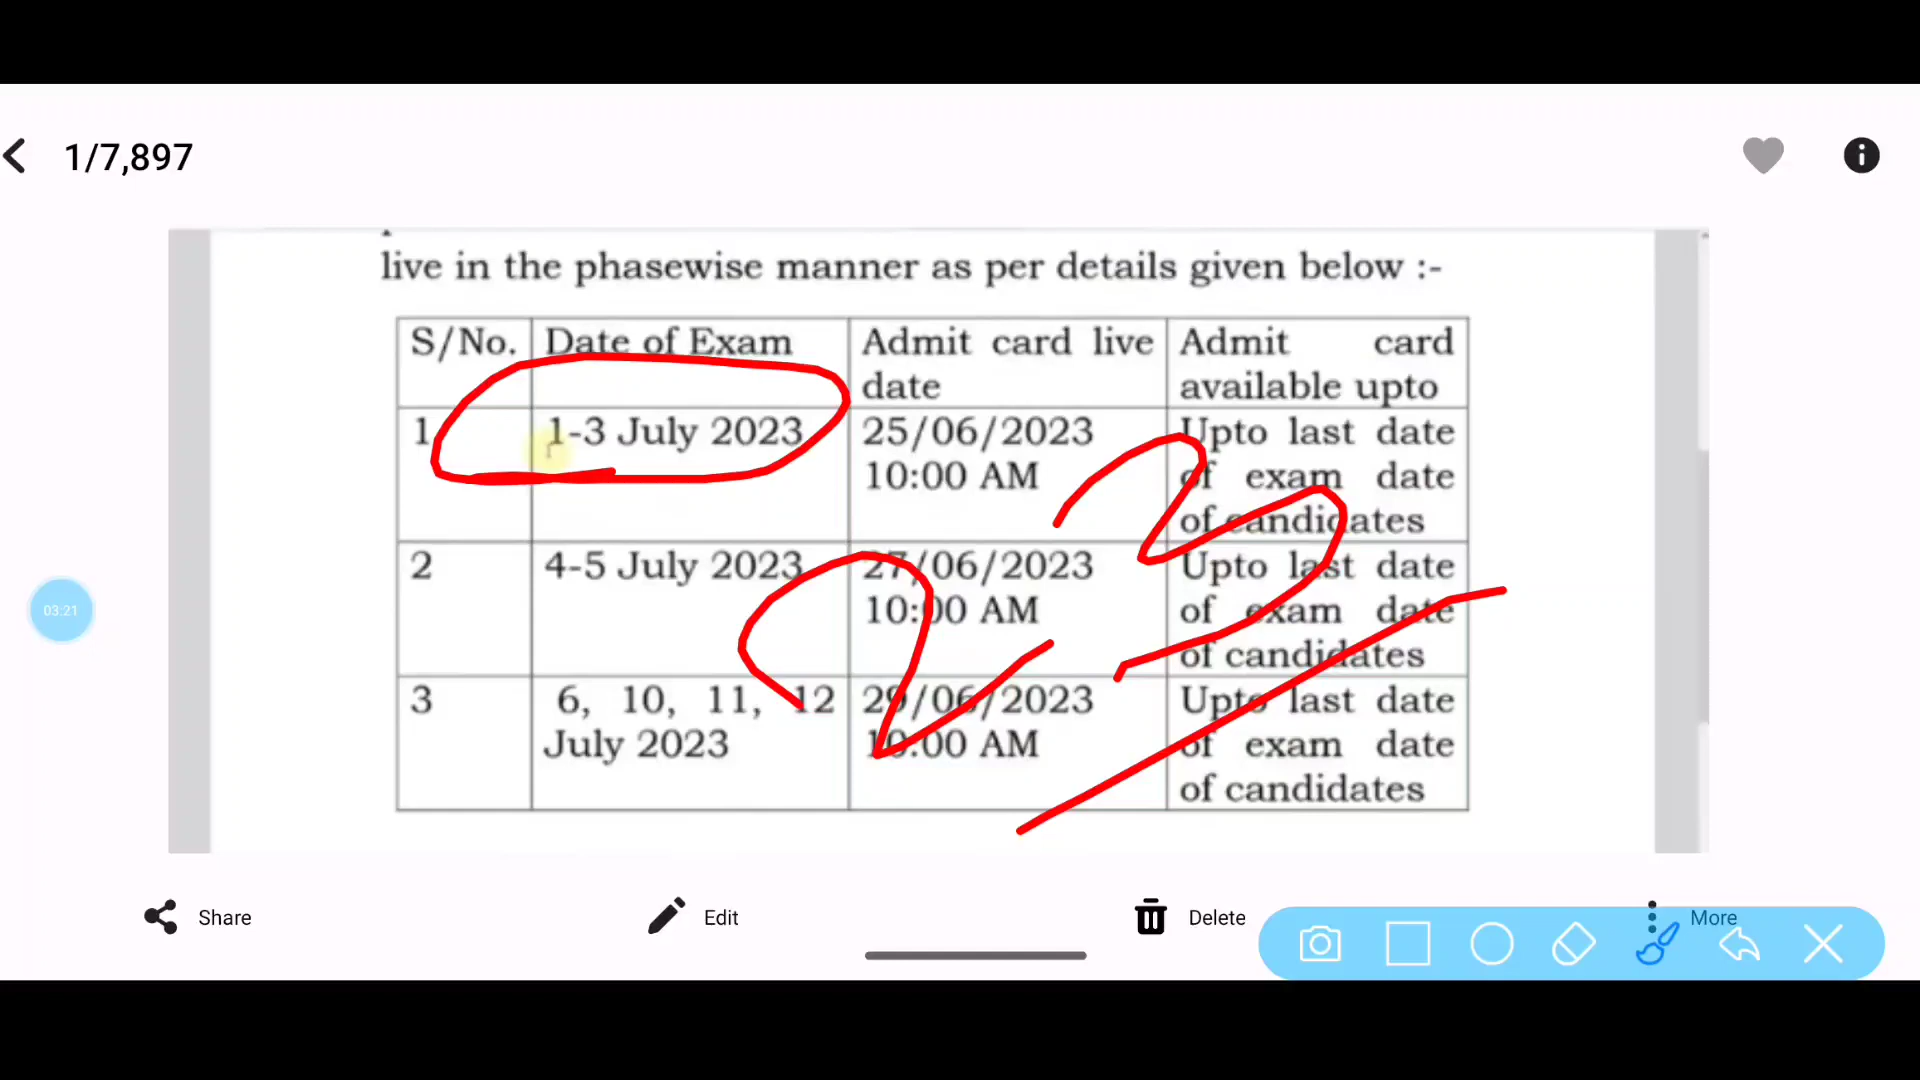 1/7,897
live in the phasewise manner as per details given below :-
S/No. Date of Exam Admit card live date Admit card available upto
1 1-3 July 2023 25/06/2023 10:00 AM Upto last date of exam date of candidates
2 4-5 July 2023 27/06/2023 10:00 AM Upto last date of exam date of candidates
3 6, 10, 11, 12 July 2023 29/06/2023 10:00 AM Upto last date of exam date of candidates
03:21
Share Edit Delete More